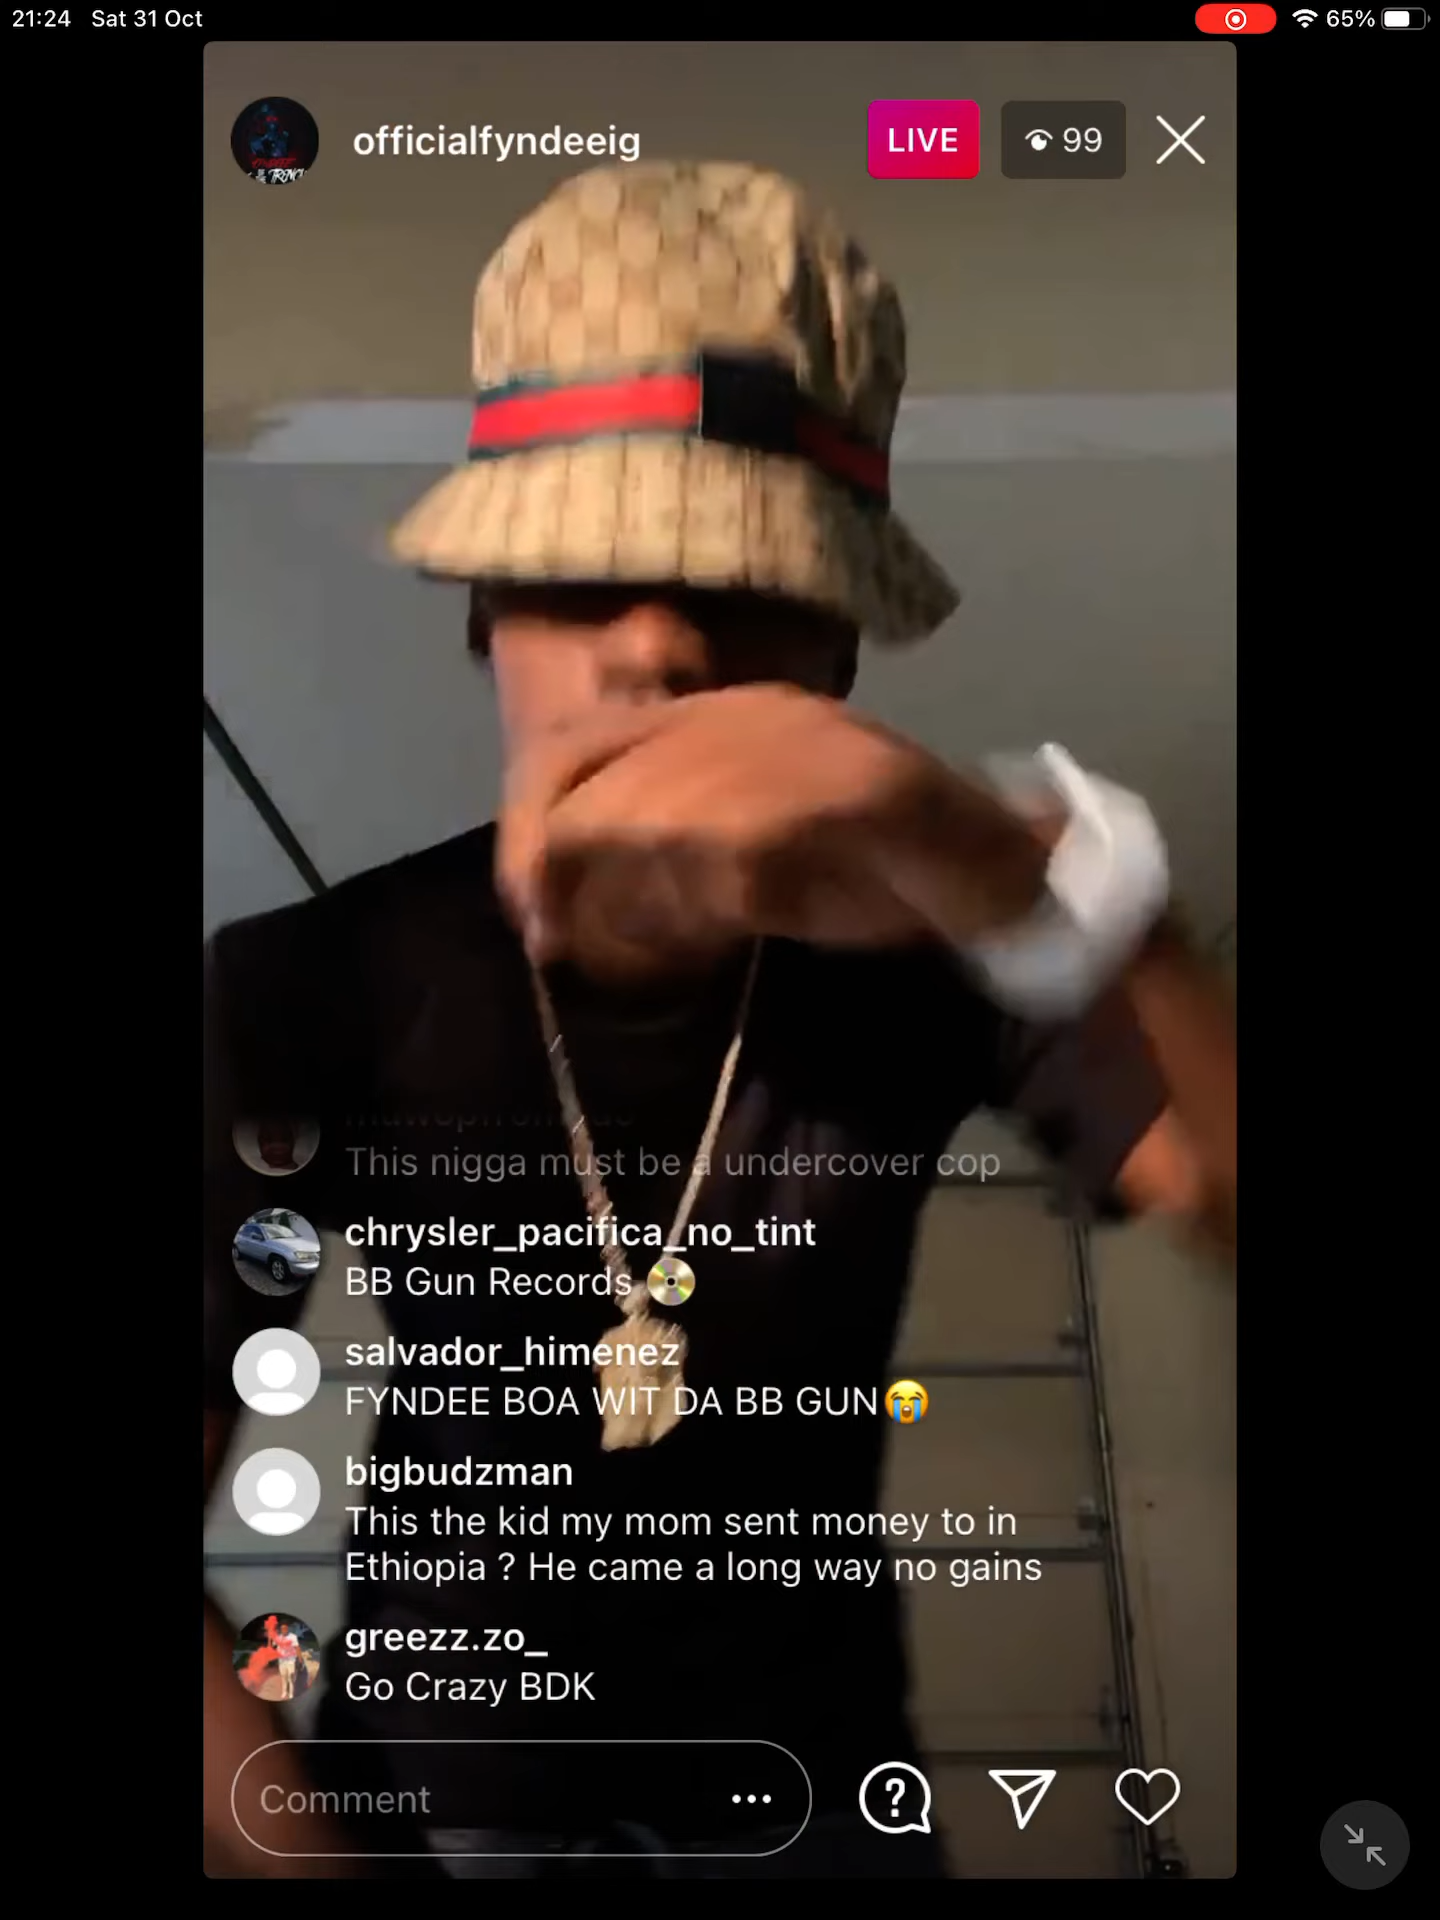 21:24 Sat 31 Oct
65%
officialfyndeeig
LIVE
99
This nigga must be a undercover cop
chrysler_pacifica_no_tint
BB Gun Records 💿
salvador_himenez
FYNDEE BOA WIT DA BB GUN😭
bigbudzman
This the kid my mom sent money to in
Ethiopia ? He came a long way no gains
greezz.zo_
Go Crazy BDK
Comment